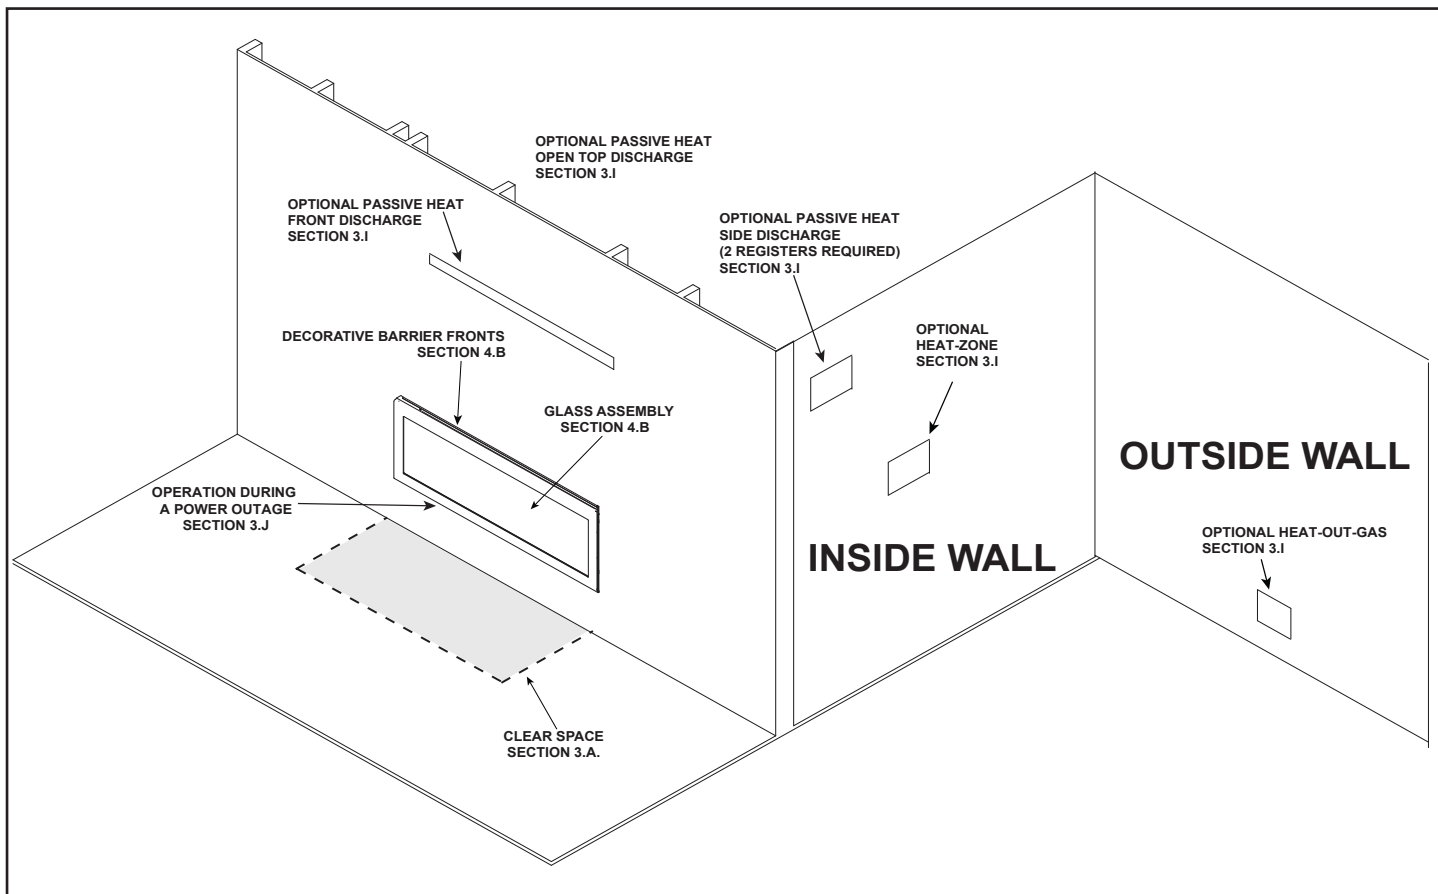 OPTIONAL PASSIVE HEAT
OPEN TOP DISCHARGE
SECTION 3.I
OPTIONAL PASSIVE HEAT
FRONT DISCHARGE
SECTION 3.I
OPTIONAL PASSIVE HEAT
SIDE DISCHARGE
(2 REGISTERS REQUIRED)
SECTION 3.I
DECORATIVE BARRIER FRONTS
SECTION 4.B
OPTIONAL
HEAT-ZONE
SECTION 3.I
GLASS ASSEMBLY
SECTION 4.B
OUTSIDE WALL
OPERATION DURING
A POWER OUTAGE
SECTION 3.J
INSIDE WALL
OPTIONAL HEAT-OUT-GAS
SECTION 3.I
CLEAR SPACE
SECTION 3.A.